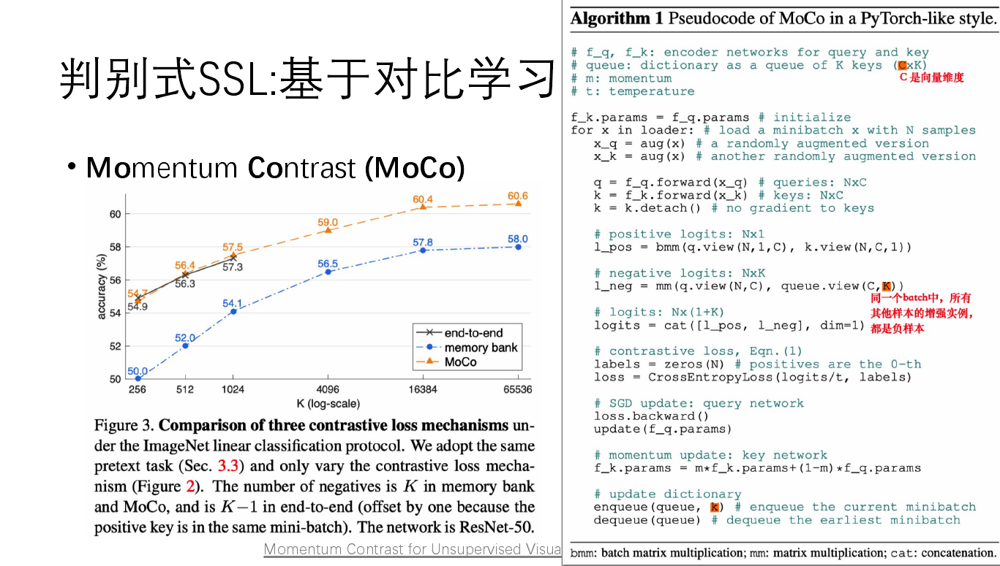 判别式SSL:基于对比学习
• Momentum Contrast (MoCo)
60.6
60.4
60
59.0
58
57.5
57.8
58.0
57.3
56.4
56
56.3
56.5
accuracy (%)
54.7
54.9
54
54.1
52
52.0
50
50.0
end-to-end
memory bank
MoCo
256
512
1024
4096
16384
65536
K (log-scale)
Figure 3. Comparison of three contrastive loss mechanisms un-
der the ImageNet linear classification protocol. We adopt the same
pretext task (Sec. 3.3) and only vary the contrastive loss mecha-
nism (Figure 2). The number of negatives is K in memory bank
and MoCo, and is K−1 in end-to-end (offset by one because the
positive key is in the same mini-batch). The network is ResNet-50.
Momentum Contrast for Unsupervised Visua
Algorithm 1 Pseudocode of MoCo in a PyTorch-like style.
# f_q, f_k: encoder networks for query and key
# queue: dictionary as a queue of K keys (CxK)
C 是向量维度
# m: momentum
# t: temperature
f_k.params = f_q.params # initialize
for x in loader: # load a minibatch x with N samples
x_q = aug(x) # a randomly augmented version
x_k = aug(x) # another randomly augmented version
q = f_q.forward(x_q) # queries: NxC
k = f_k.forward(x_k) # keys: NxC
k = k.detach() # no gradient to keys
# positive logits: Nx1
l_pos = bmm(q.view(N,1,C), k.view(N,C,1))
# negative logits: NxK
l_neg = mm(q.view(N,C), queue.view(C,K))
同一个batch中，所有
其他样本的增强实例，
都是负样本
# logits: Nx(1+K)
logits = cat([l_pos, l_neg], dim=1)
# contrastive loss, Eqn.(1)
labels = zeros(N) # positives are the 0-th
loss = CrossEntropyLoss(logits/t, labels)
# SGD update: query network
loss.backward()
update(f_q.params)
# momentum update: key network
f_k.params = m*f_k.params+(1-m)*f_q.params
# update dictionary
enqueue(queue, k) # enqueue the current minibatch
dequeue(queue) # dequeue the earliest minibatch
bmm: batch matrix multiplication; mm: matrix multiplication; cat: concatenation.